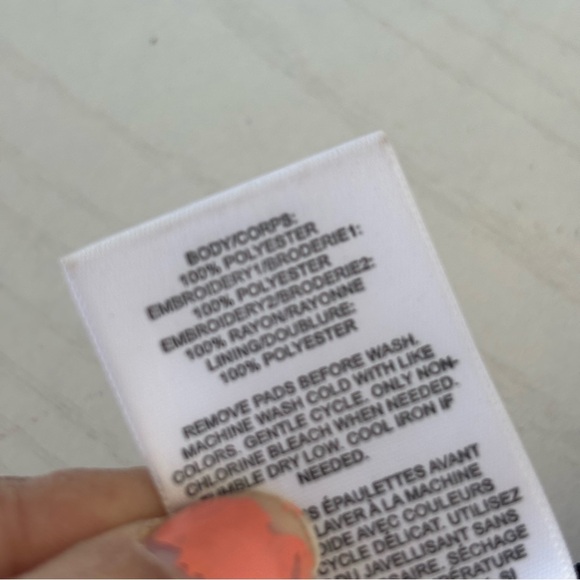 BODY/CORPS:
100% POLYESTER
EMBROIDERY1/BRODERIE1:
100% POLYESTER
EMBROIDERY2/BRODERIE2:
100% RAYON/RAYONNE
LINING/DOUBLURE:
100% POLYESTER
REMOVE PADS BEFORE WASH.
MACHINE WASH COLD WITH LIKE
COLORS. GENTLE CYCLE. ONLY NON-
CHLORINE BLEACH WHEN NEEDED.
TUMBLE DRY LOW. COOL IRON IF
NEEDED.
ÉPAULETTES AVANT
LAVER À LA MACHINE
AVEC COULEURS
CYCLE DÉLICAT. UTILISEZ
DU JAVELLISANT SANS
SÉCHAGE
SI